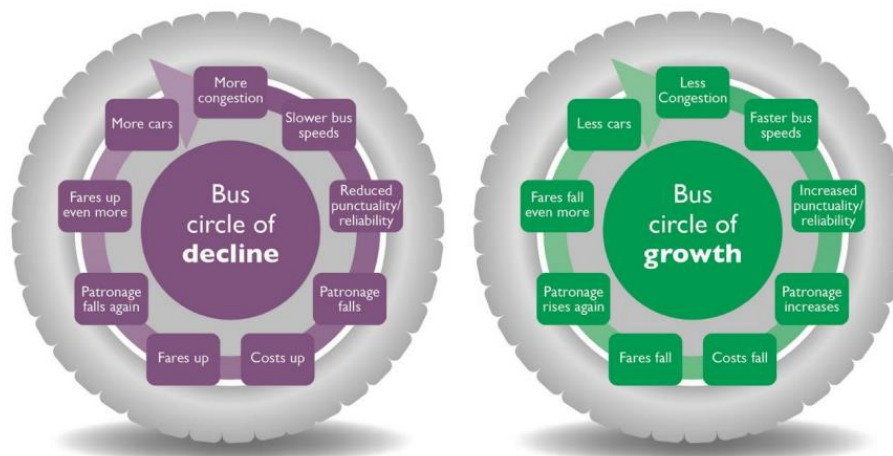 Bus
circle of
decline
More
congestion
Slower bus
speeds
Reduced
punctuality/
reliability
Patronage
falls
Costs up
Fares up
Patronage
falls again
Fares up
even more
More cars
Bus
circle of
growth
Less
Congestion
Faster bus
speeds
Increased
punctuality/
reliability
Patronage
increases
Costs fall
Fares fall
Patronage
rises again
Fares fall
even more
Less cars